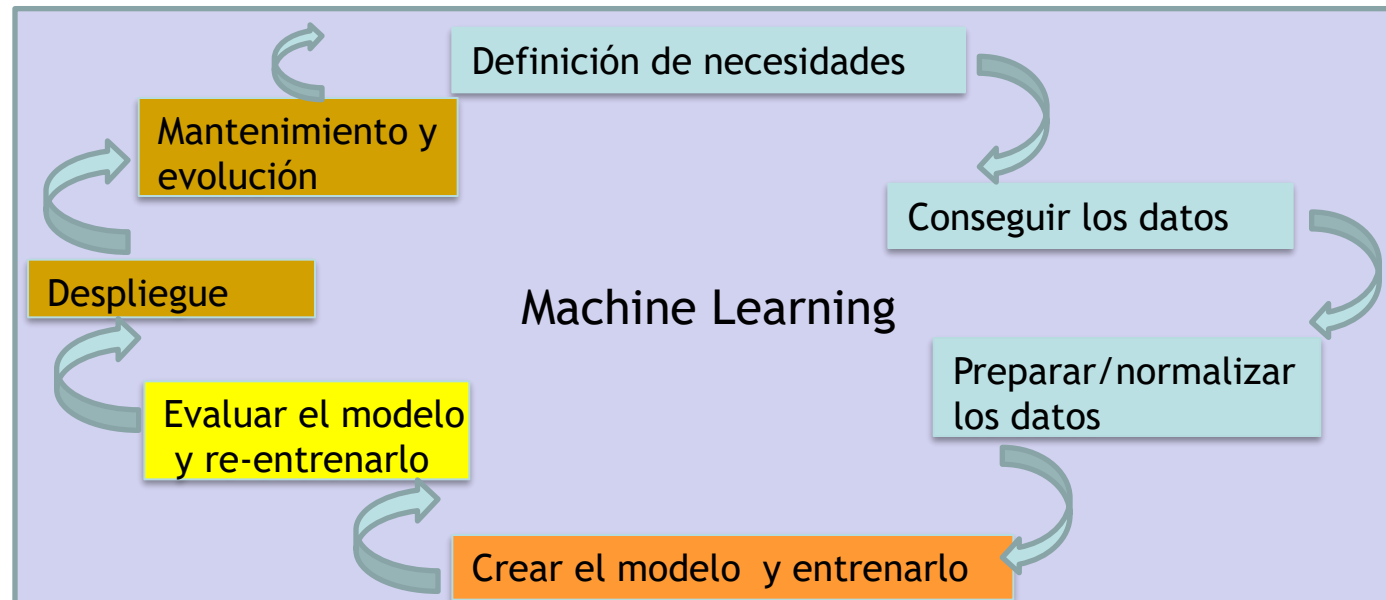 Definición de necesidades
Conseguir los datos
Preparar/normalizar
los datos
Crear el modelo y entrenarlo
Evaluar el modelo
y re-entrenarlo
Despliegue
Mantenimiento y
evolución
Machine Learning